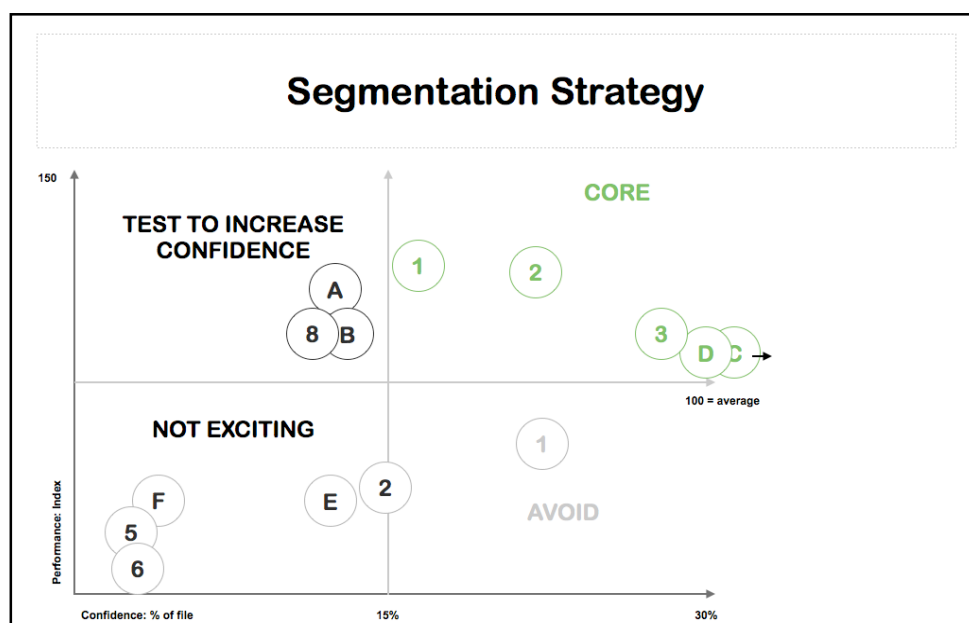 Segmentation Strategy
150
CORE
TEST TO INCREASE
CONFIDENCE
1
2
A
8
B
3
D
C
100 = average
NOT EXCITING
1
2
F
E
AVOID
5
6
Performance: Index
Confidence: % of file
15%
30%